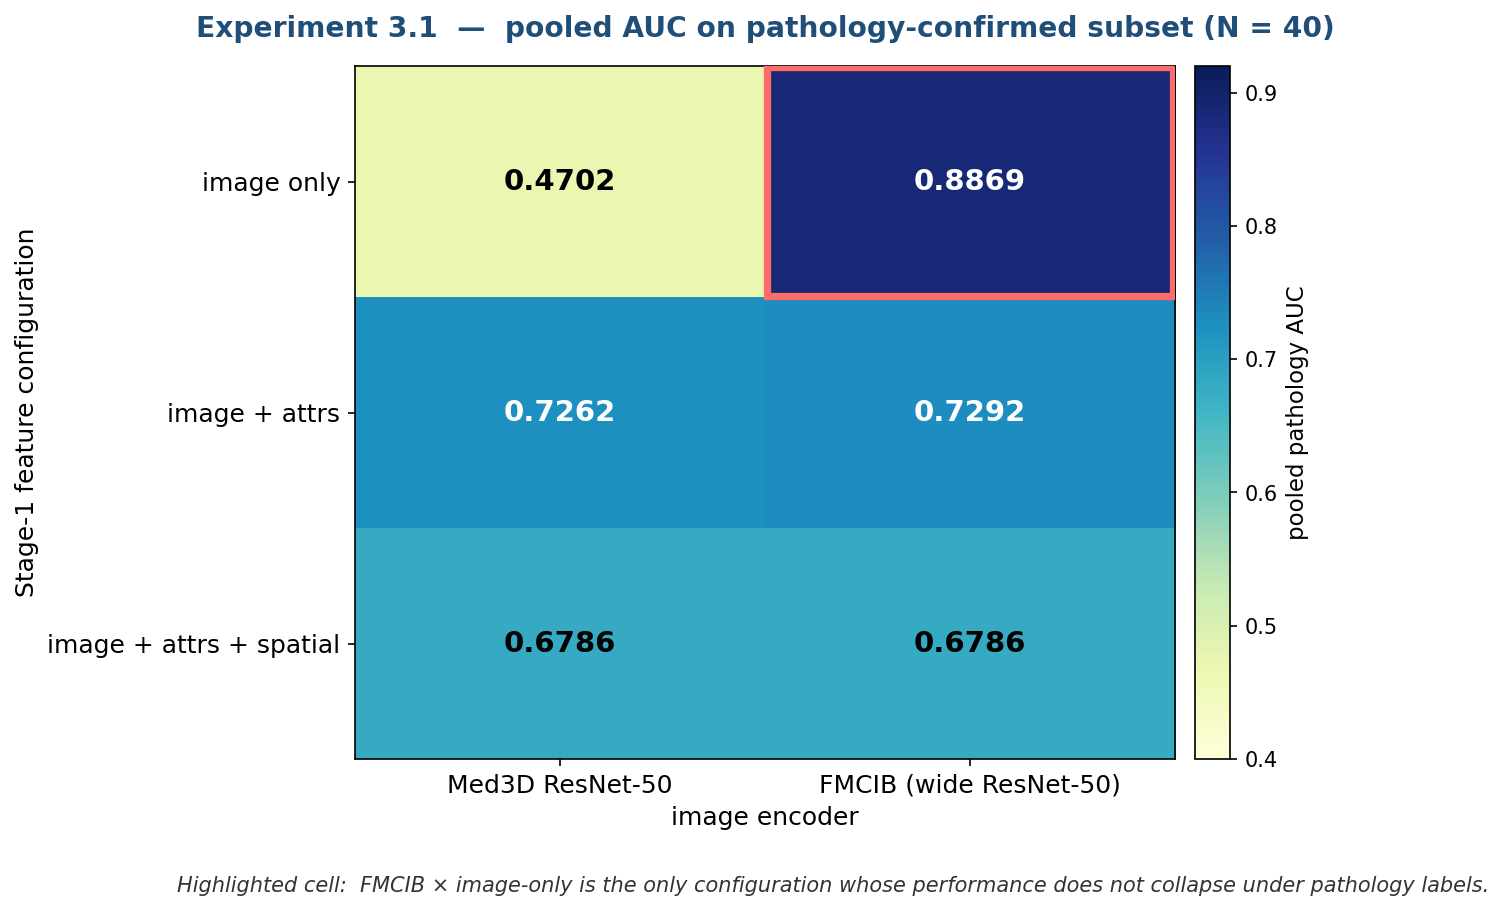 Experiment 3.1 — pooled AUC on pathology-confirmed subset (N = 40)
Stage-1 feature configuration
image only
image + attrs
image + attrs + spatial
0.4702 0.8869
0.7262 0.7292
0.6786 0.6786
Med3D ResNet-50 FMCIB (wide ResNet-50)
image encoder
0.9
0.8
0.7
0.6
0.5
0.4
pooled pathology AUC
Highlighted cell: FMCIB × image-only is the only configuration whose performance does not collapse under pathology labels.